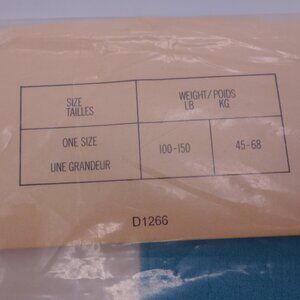 SIZE WEIGHT/POIDS
TAILLES LB KG
ONE SIZE
UNE GRANDEUR 100-150 45-68
D1266